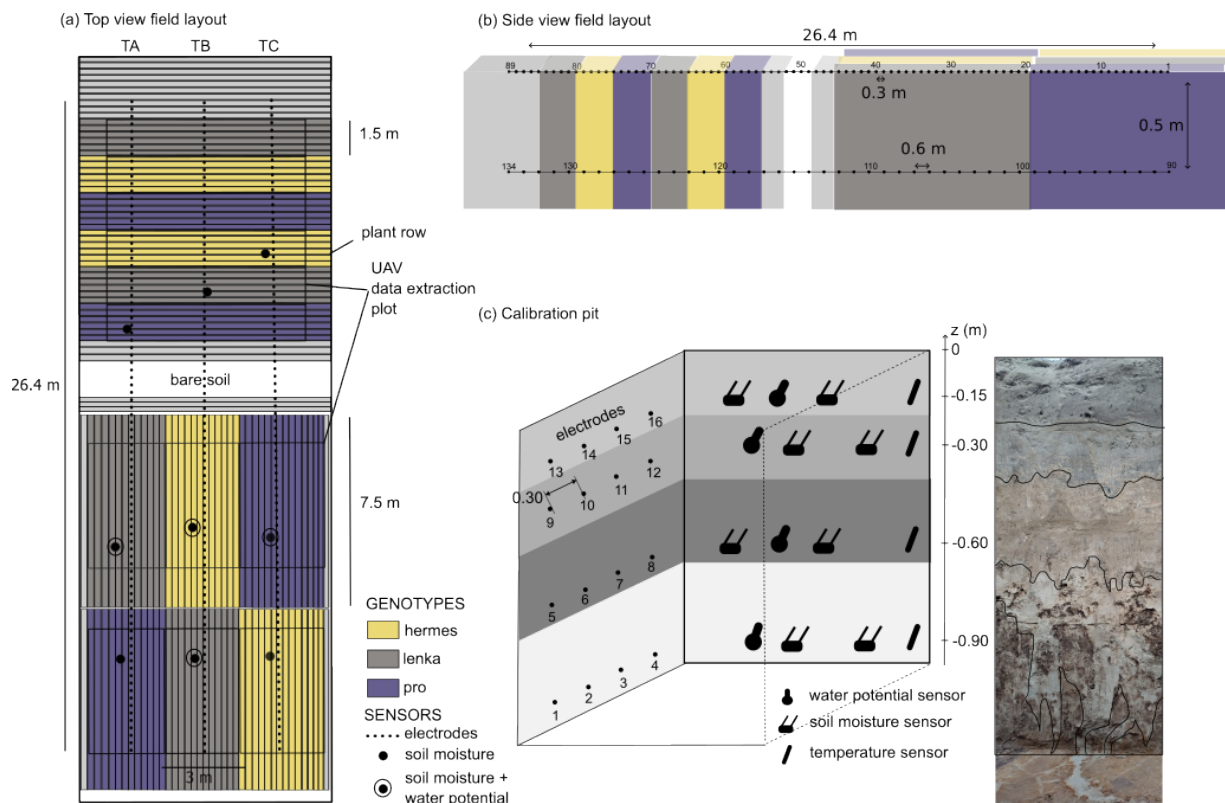 (a) Top view field layout
TA TB TC
1.5 m
plant row
UAV
data extraction
plot
26.4 m
bare soil
7.5 m
3 m
GENOTYPES
hermes
lenka
pro
SENSORS
electrodes
soil moisture
soil moisture +
water potential
(b) Side view field layout
26.4 m
89 80 70 60 50 40 30 20 10 1
0.3 m
0.5 m
0.6 m
134 130 120 110 100 90
(c) Calibration pit
z (m)
0
-0.15
-0.30
-0.60
-0.90
electrodes
16
15
14
13
12
11
10
9
0.30
8
7
6
5
4
3
2
1
water potential sensor
soil moisture sensor
temperature sensor